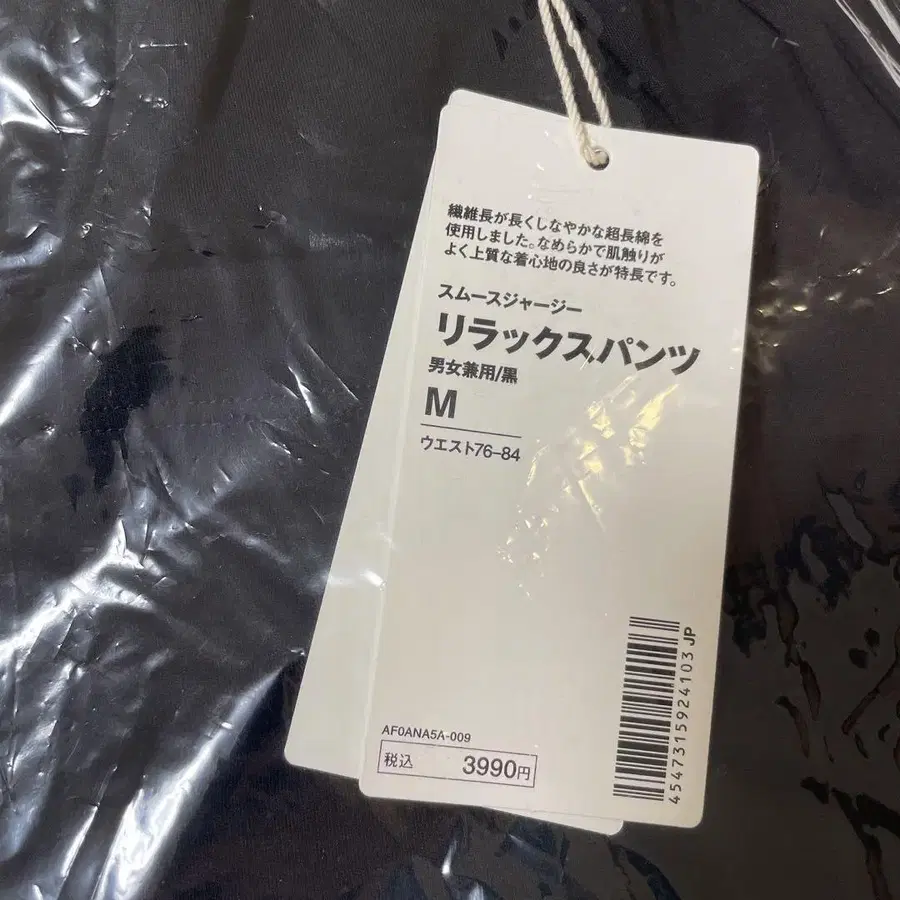 繊維長が長くしなやかな超長綿を
使用しました。なめらかで肌触りが
よく上質な着心地の良さが特長です。
スムースジャージー
リラックスパンツ
男女兼用/黒
M
ウエスト76–84
AF0ANA5A-009
税込 3990円
4547315924103 JP